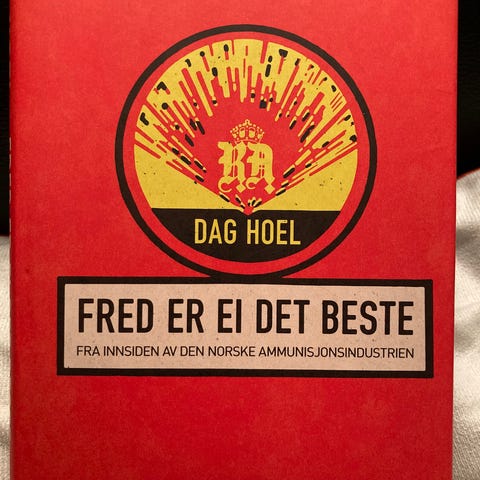 RA
DAG HOEL
FRED ER EI DET BESTE
FRA INNSIDEN AV DEN NORSKE AMMUNISJONSINDUSTRIEN